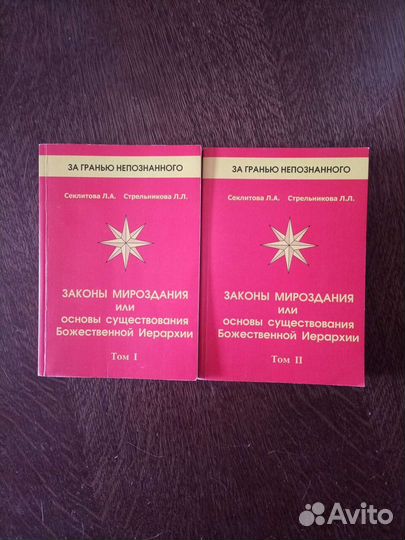 ЗА ГРАНЬЮ НЕПОЗНАННОГО
Секлитова Л.А. Стрельникова Л.Л.
ЗАКОНЫ МИРОЗДАНИЯ
или
основы существования
Божественной Иерархии
Том I
ЗА ГРАНЬЮ НЕПОЗНАННОГО
Секлитова Л.А. Стрельникова Л.Л.
ЗАКОНЫ МИРОЗДАНИЯ
или
основы существования
Божественной Иерархии
Том II
Avito